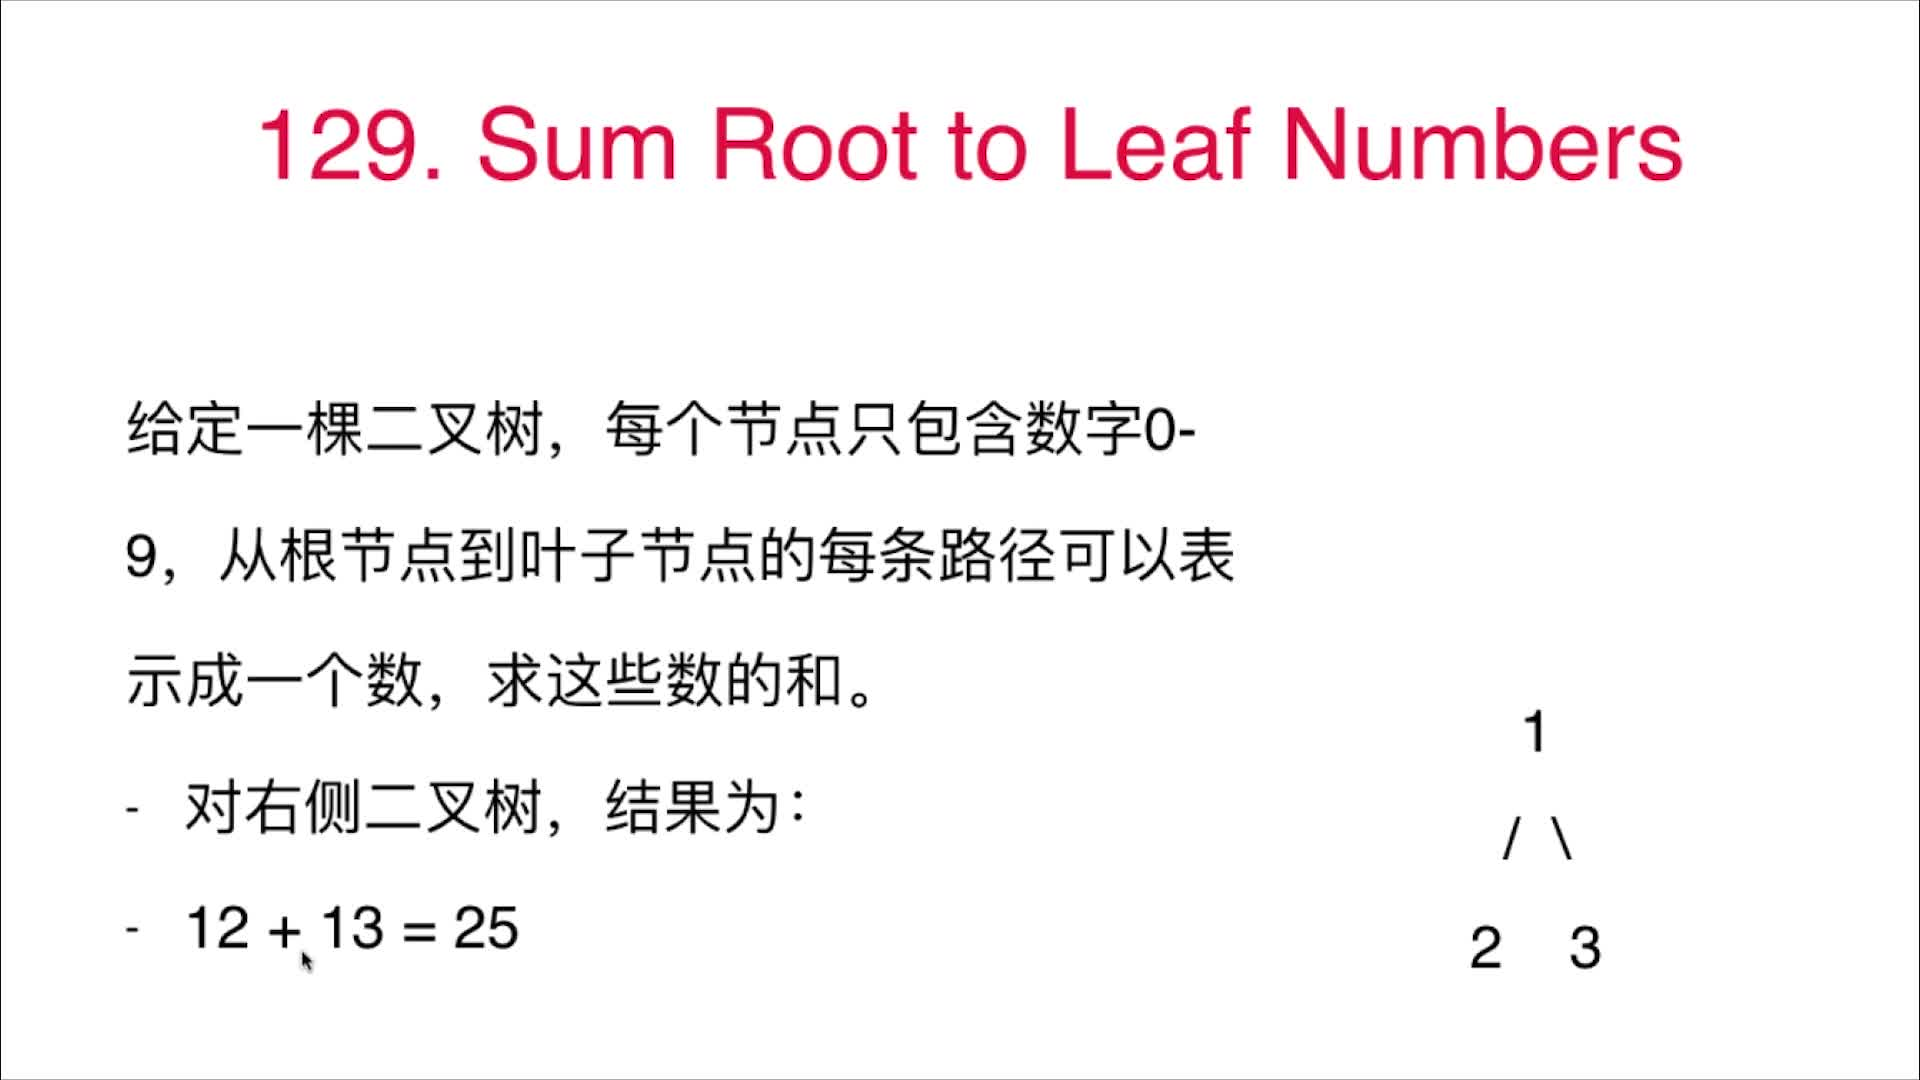 129. Sum Root to Leaf Numbers
给定一棵二叉树，每个节点只包含数字0-
9，从根节点到叶子节点的每条路径可以表
示成一个数，求这些数的和。
- 对右侧二叉树，结果为：
- 12 + 13 = 25
1
/ \
2 3